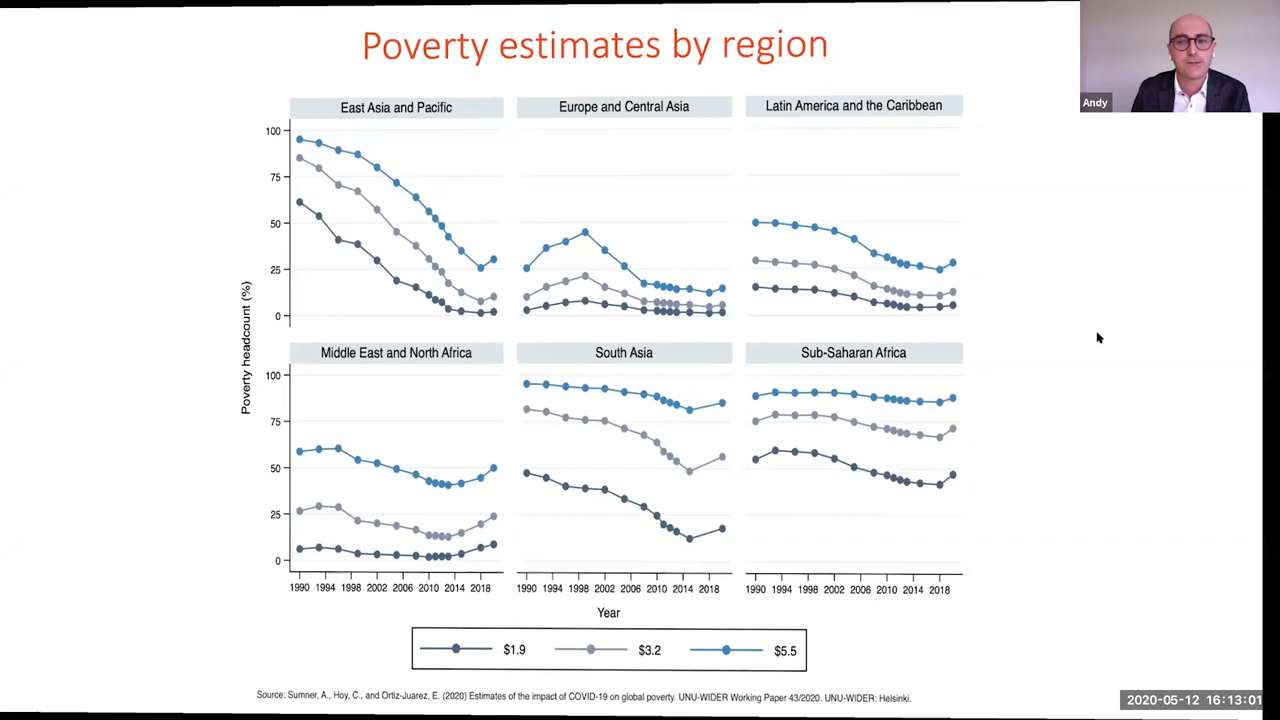 Poverty estimates by region
Andy
East Asia and Pacific
Europe and Central Asia
Latin America and the Caribbean
100
75
50
25
0
Poverty headcount (%)
Middle East and North Africa
South Asia
Sub-Saharan Africa
100
75
50
25
0
1990 1994 1998 2002 2006 2010 2014 2018
1990 1994 1998 2002 2006 2010 2014 2018
1990 1994 1998 2002 2006 2010 2014 2018
Year
$1.9 $3.2 $5.5
Source: Sumner, A., Hoy, C., and Ortiz-Juarez, E. (2020) Estimates of the impact of COVID-19 on global poverty. UNU-WIDER Working Paper 43/2020. UNU-WIDER: Helsinki.
2020-05-12 16:13:01